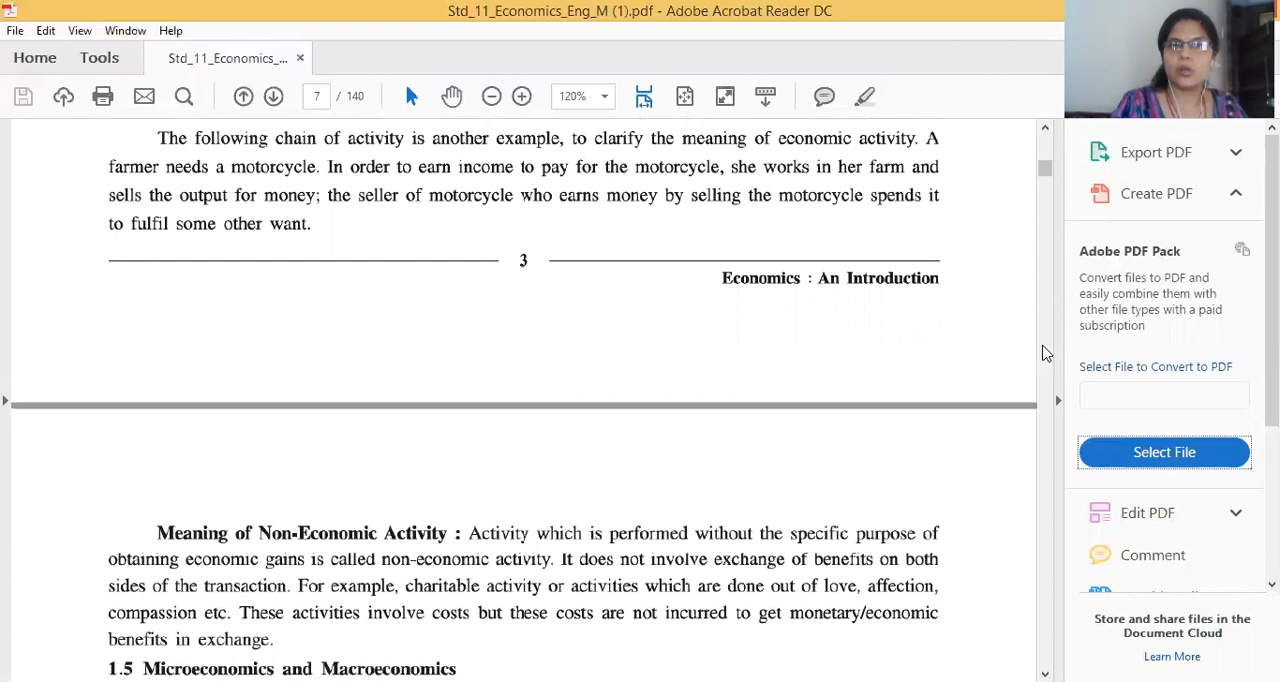 Std_11_Economics_Eng_M (1).pdf - Adobe Acrobat Reader DC
File Edit View Window Help
Home Tools Std_11_Economics_... ×
7 / 140 120%
The following chain of activity is another example, to clarify the meaning of economic activity. A
farmer needs a motorcycle. In order to earn income to pay for the motorcycle, she works in her farm and
sells the output for money; the seller of motorcycle who earns money by selling the motorcycle spends it
to fulfil some other want.
3
Economics : An Introduction
Meaning of Non-Economic Activity : Activity which is performed without the specific purpose of
obtaining economic gains is called non-economic activity. It does not involve exchange of benefits on both
sides of the transaction. For example, charitable activity or activities which are done out of love, affection,
compassion etc. These activities involve costs but these costs are not incurred to get monetary/economic
benefits in exchange.
1.5 Microeconomics and Macroeconomics
Export PDF
Create PDF
Adobe PDF Pack
Convert files to PDF and
easily combine them with
other file types with a paid
subscription
Select File to Convert to PDF
Select File
Edit PDF
Comment
Store and share files in the
Document Cloud
Learn More